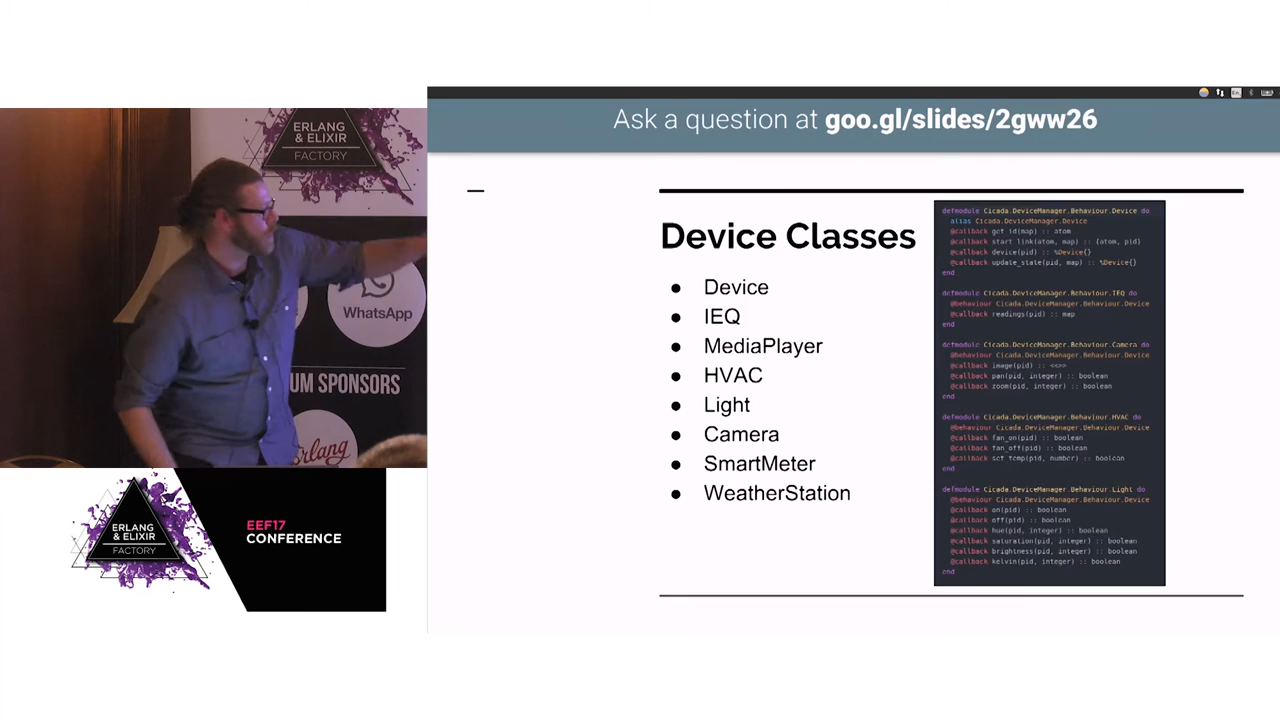 ERLANG
& ELIXIR
FACTORY
WhatsApp
UM SPONSORS
ERLANG
& ELIXIR
FACTORY
EEF17
CONFERENCE
Ask a question at goo.gl/slides/2gww26
Device Classes
● Device
● IEQ
● MediaPlayer
● HVAC
● Light
● Camera
● SmartMeter
● WeatherStation
defmodule Cicada.DeviceManager.Behaviour.Device do
alias Cicada.DeviceManager.Device
@callback get_id(map) :: atom
@callback start_link(atom, map) :: {atom, pid}
@callback device(pid) :: %Device{}
@callback update_state(pid, map) :: %Device{}
end
defmodule Cicada.DeviceManager.Behaviour.IEQ do
@behaviour Cicada.DeviceManager.Behaviour.Device
@callback readings(pid) :: map
end
defmodule Cicada.DeviceManager.Behaviour.Camera do
@behaviour Cicada.DeviceManager.Behaviour.Device
@callback image(pid) :: <<>>
@callback pan(pid, integer) :: boolean
@callback zoom(pid, integer) :: boolean
end
defmodule Cicada.DeviceManager.Behaviour.HVAC do
@behaviour Cicada.DeviceManager.Behaviour.Device
@callback fan_on(pid) :: boolean
@callback fan_off(pid) :: boolean
@callback set_temp(pid, number) :: boolean
end
defmodule Cicada.DeviceManager.Behaviour.Light do
@behaviour Cicada.DeviceManager.Behaviour.Device
@callback on(pid) :: boolean
@callback off(pid) :: boolean
@callback hue(pid, integer) :: boolean
@callback saturation(pid, integer) :: boolean
@callback brightness(pid, integer) :: boolean
@callback kelvin(pid, integer) :: boolean
end